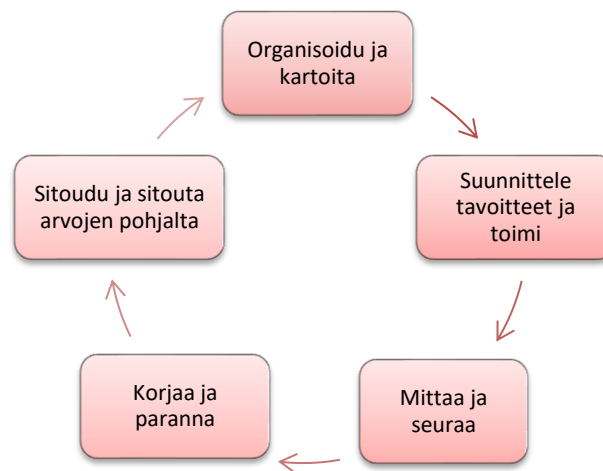 Organisoidu ja
kartoita
Suunnittele
tavoitteet ja
toimi
Mittaa ja
seuraa
Korjaa ja
paranna
Sitoudu ja sitouta
arvojen pohjalta